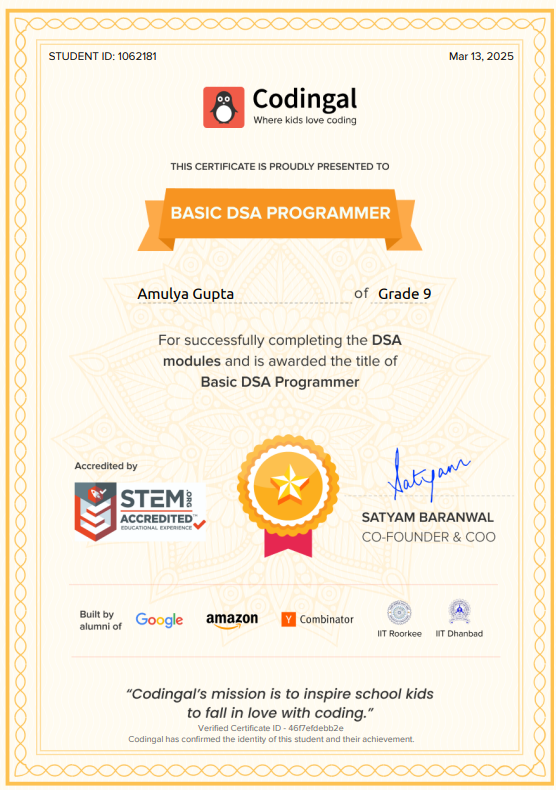 STUDENT ID: 1062181
Mar 13, 2025
Codingal
Where kids love coding
THIS CERTIFICATE IS PROUDLY PRESENTED TO
BASIC DSA PROGRAMMER
Amulya Gupta of Grade 9
For successfully completing the DSA
modules and is awarded the title of
Basic DSA Programmer
Accredited by
STEM.ORG
ACCREDITED™
EDUCATIONAL EXPERIENCE
Satyam
SATYAM BARANWAL
CO-FOUNDER & COO
Built by
alumni of
Google
amazon
Y Combinator
IIT Roorkee
IIT Dhanbad
“Codingal’s mission is to inspire school kids
to fall in love with coding.”
Verified Certificate ID - 46f7efdebb2e
Codingal has confirmed the identity of this student and their achievement.